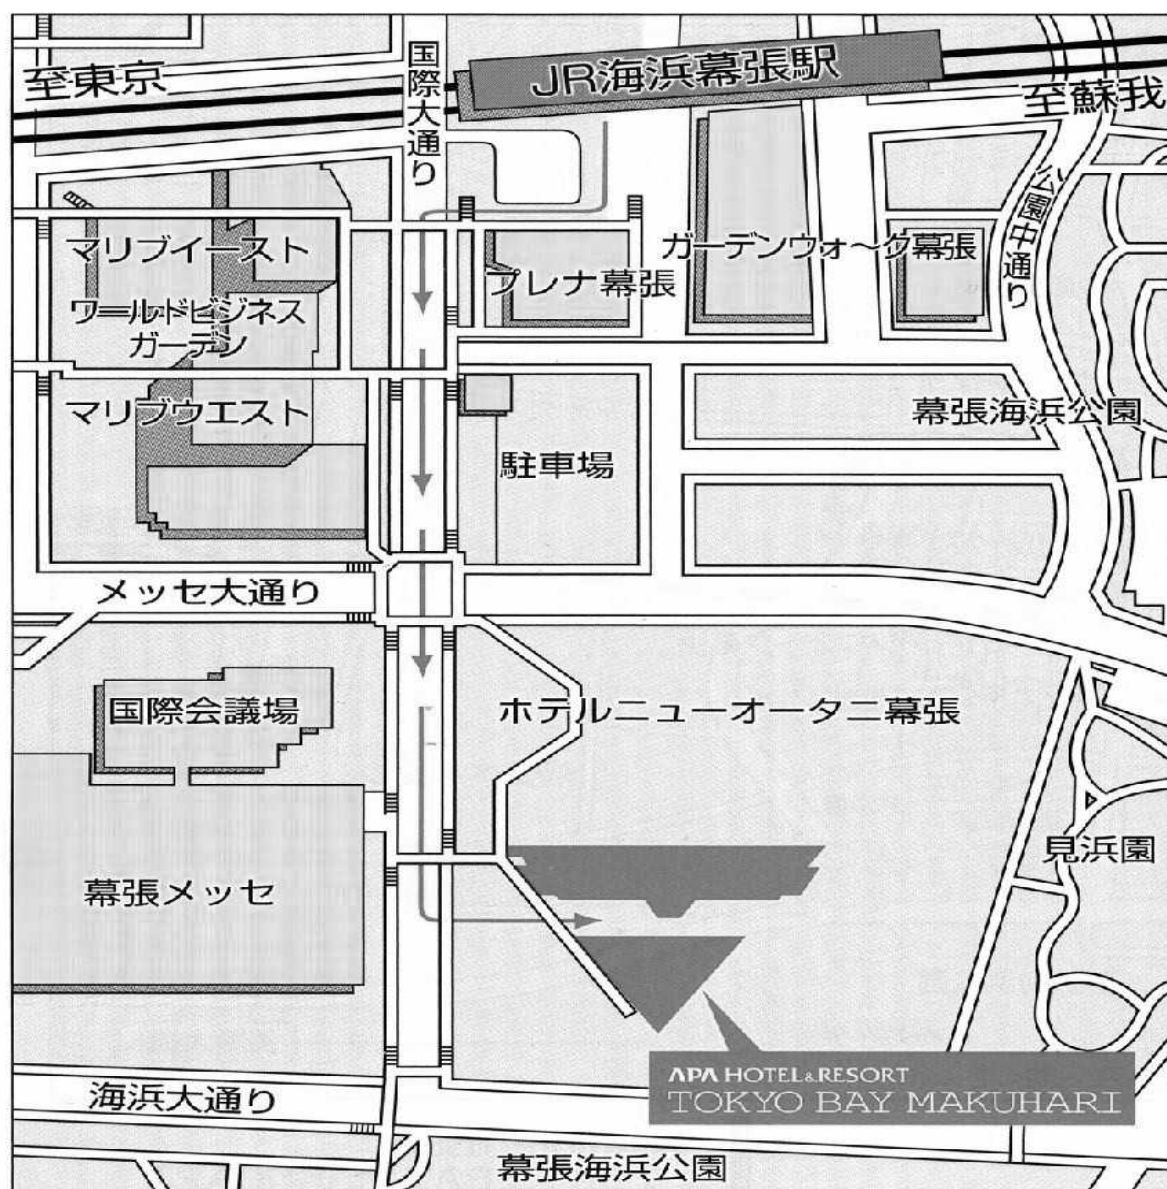 JR海浜幕張駅
至東京
国際大通り
至蘇我
公園中通り
マリブイースト
ガーデンウォ〜ク幕張
プレナ幕張
ワールドビジネス
ガーデン
マリブウエスト
幕張海浜公園
駐車場
メッセ大通り
国際会議場
ホテルニューオータニ幕張
見浜園
幕張メッセ
APA HOTEL&RESORT
TOKYO BAY MAKUHARI
海浜大通り
幕張海浜公園